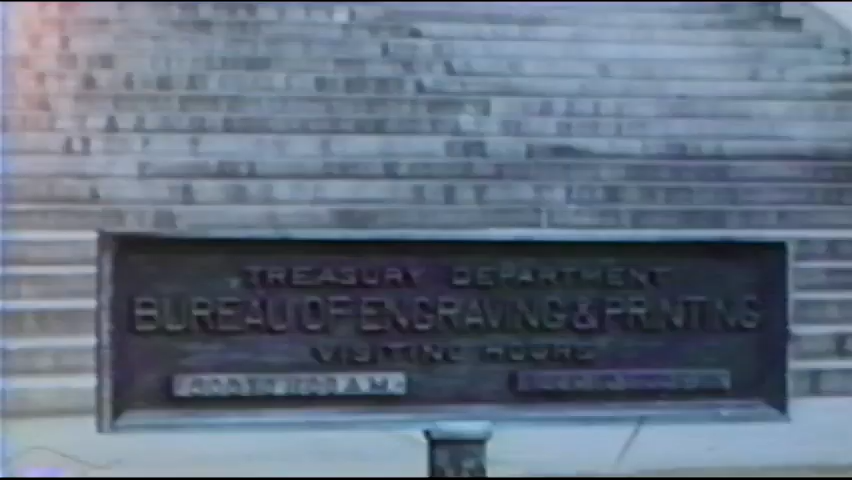 TREASURY DEPARTMENT
BUREAU OF ENGRAVING & PRINTING
VISITING HOURS
A.M.